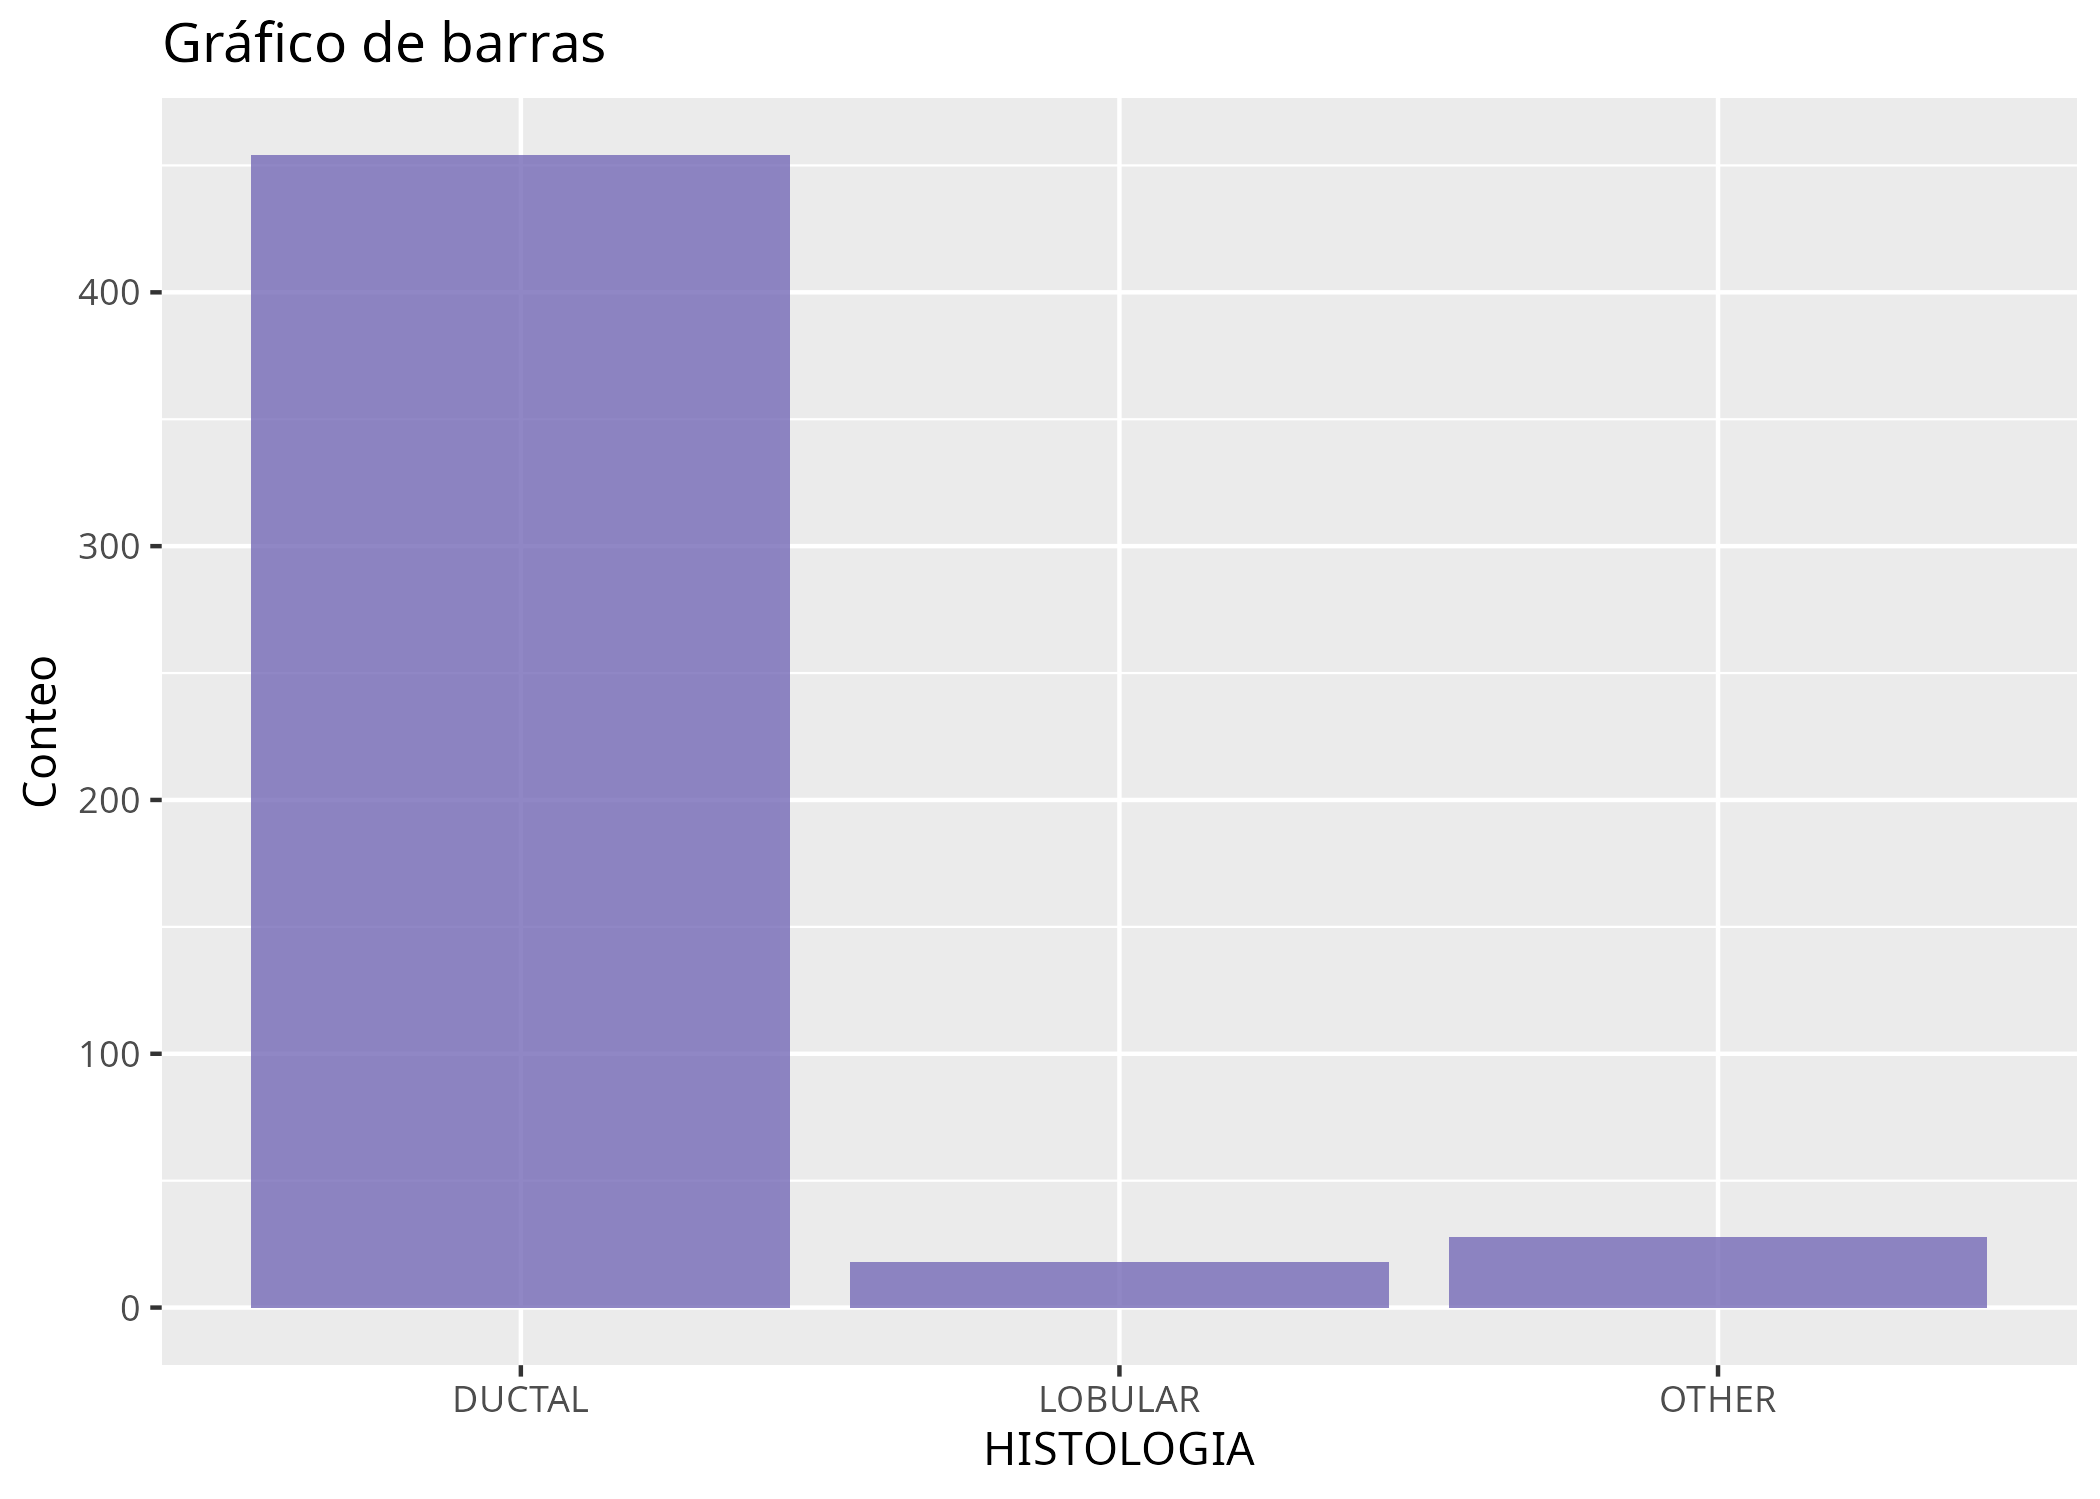 Gráfico de barras
Conteo
400
300
200
100
0
DUCTAL
LOBULAR
OTHER
HISTOLOGIA